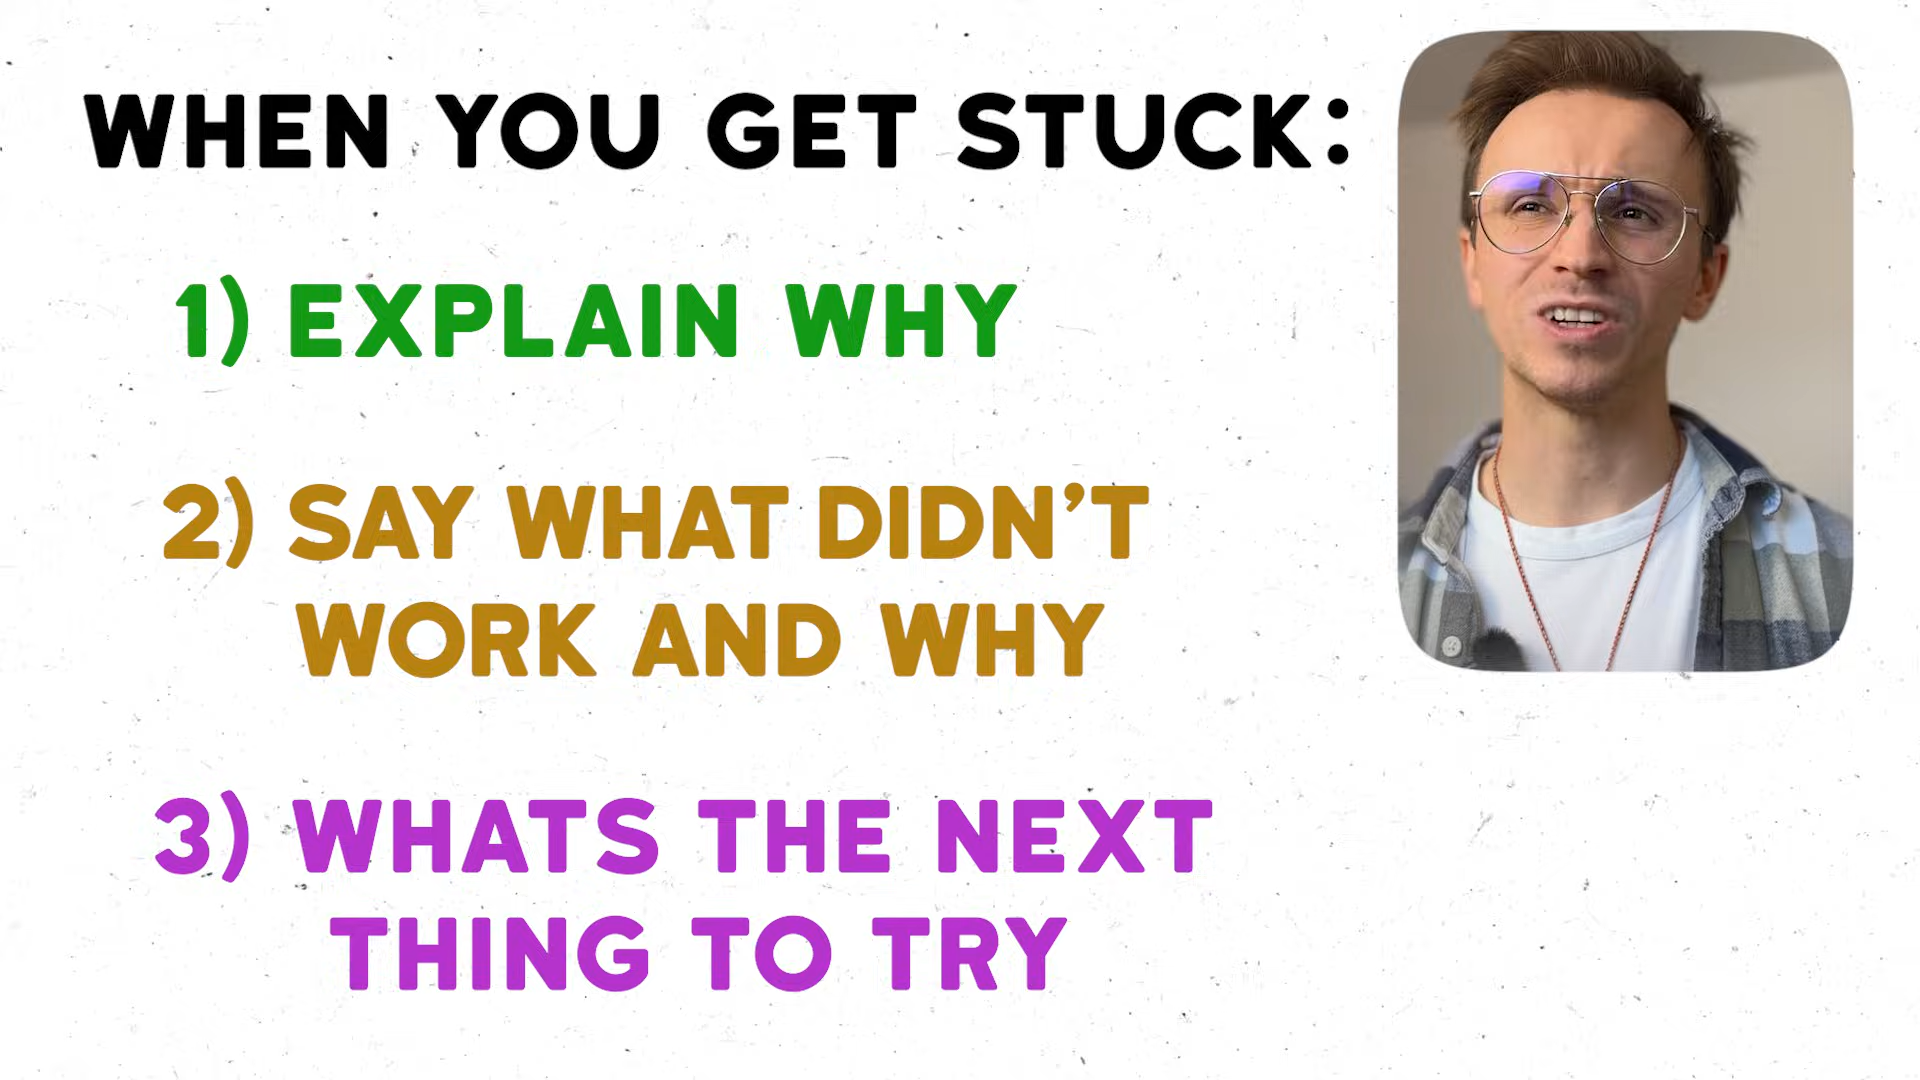 WHEN YOU GET STUCK:
1) EXPLAIN WHY
2) SAY WHAT DIDN'T
WORK AND WHY
3) WHATS THE NEXT
THING TO TRY